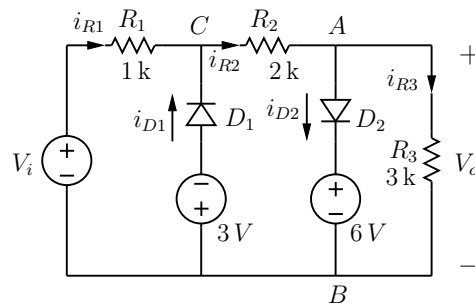 i_{R1} R_1 C R_2 A
1 k i_{R2} 2 k +
i_{R3}
i_{D1} D_1 i_{D2} D_2
R_3
V_i + − − + + − 3 k V_o
3 V 6 V
−
B